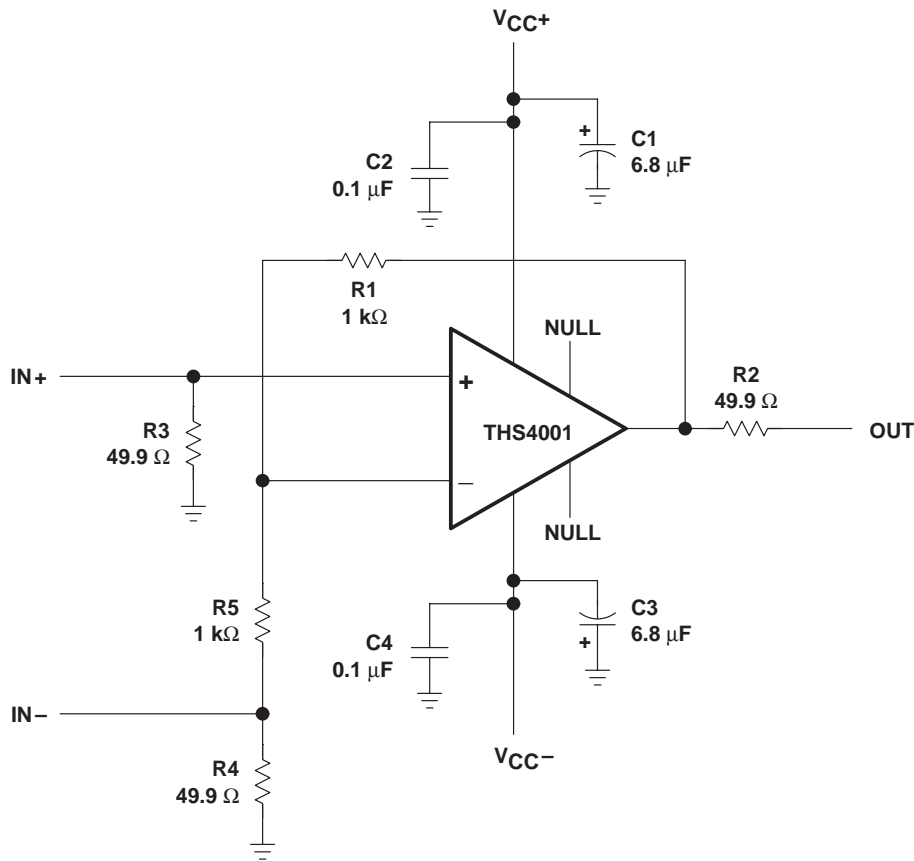 VCC+
C2
0.1 μF
+
C1
6.8 μF
R1
1 kΩ
NULL
IN+
+
R2
49.9 Ω
R3
49.9 Ω
THS4001
OUT
−
NULL
R5
1 kΩ
C4
0.1 μF
C3
6.8 μF
+
IN−
R4
49.9 Ω
VCC−